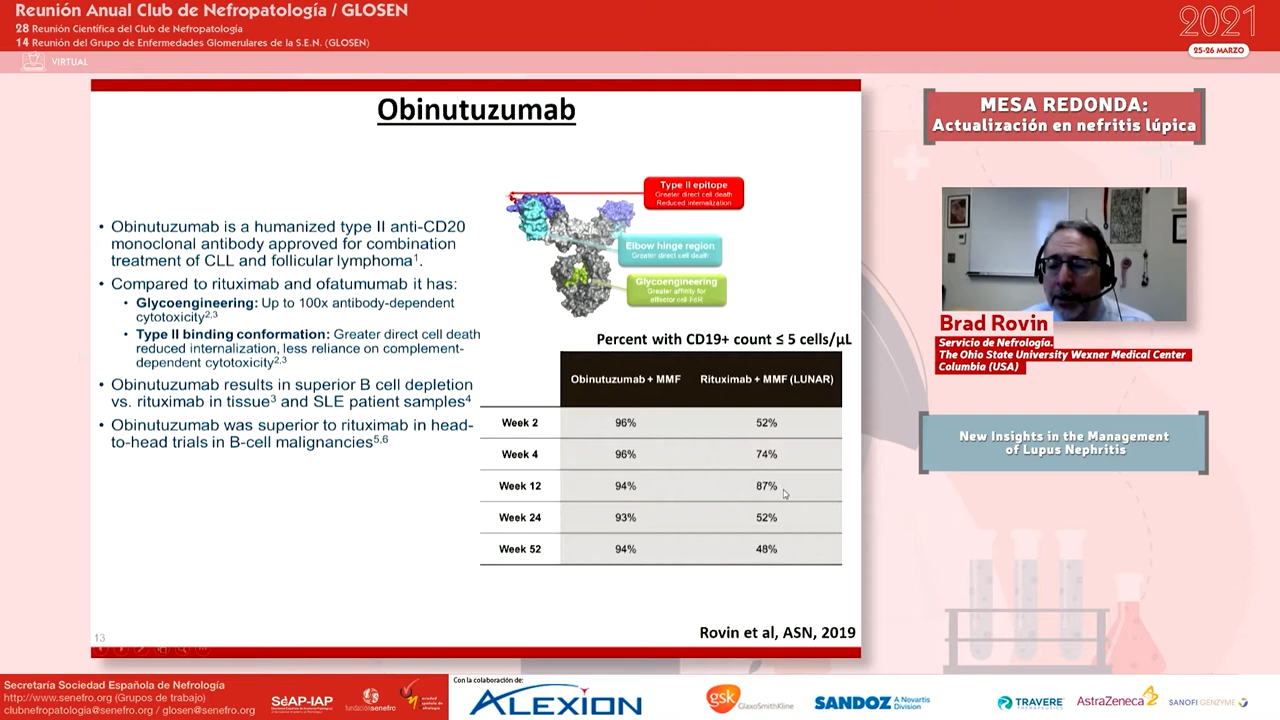 Reunión Anual Club de Nefropatología / GLOSEN
28 Reunión Científica del Club de Nefropatología
14 Reunión del Grupo de Enfermedades Glomerulares de la S.E.N. (GLOSEN)
2021
25-26 MARZO
VIRTUAL
Obinutuzumab
• Obinutuzumab is a humanized type II anti-CD20
monoclonal antibody approved for combination
treatment of CLL and follicular lymphoma1.
• Compared to rituximab and ofatumumab it has:
• Glycoengineering: Up to 100x antibody-dependent
cytotoxicity2,3
• Type II binding conformation: Greater direct cell death
reduced internalization, less reliance on complement-
dependent cytotoxicity2,3
• Obinutuzumab results in superior B cell depletion
vs. rituximab in tissue3 and SLE patient samples4
• Obinutuzumab was superior to rituximab in head-
to-head trials in B-cell malignancies5,6
Type II epitope
Greater direct cell death
Reduced internalization
Elbow hinge region
Greater direct cell death
Glycoengineering
Greater affinity for
effector cell FcR
Percent with CD19+ count ≤ 5 cells/µL
Obinutuzumab + MMF Rituximab + MMF (LUNAR)
Week 2 96% 52%
Week 4 96% 74%
Week 12 94% 87%
Week 24 93% 52%
Week 52 94% 48%
Rovin et al, ASN, 2019
13
MESA REDONDA:
Actualización en nefritis lúpica
Brad Rovin
Servicio de Nefrología.
The Ohio State University Wexner Medical Center
Columbia (USA)
New Insights in the Management
of Lupus Nephritis
Secretaría Sociedad Española de Nefrología
http://www.senefro.org (Grupos de trabajo)
clubnefropatologia@senefro.org / glosen@senefro.org
SEAP-IAP
fundaciónsenefro
Con la colaboración de:
ALEXION
gsk GlaxoSmithKline
SANDOZ A Novartis
Division
TRAVERE
THERAPEUTICS
AstraZeneca
SANOFI GENZYME